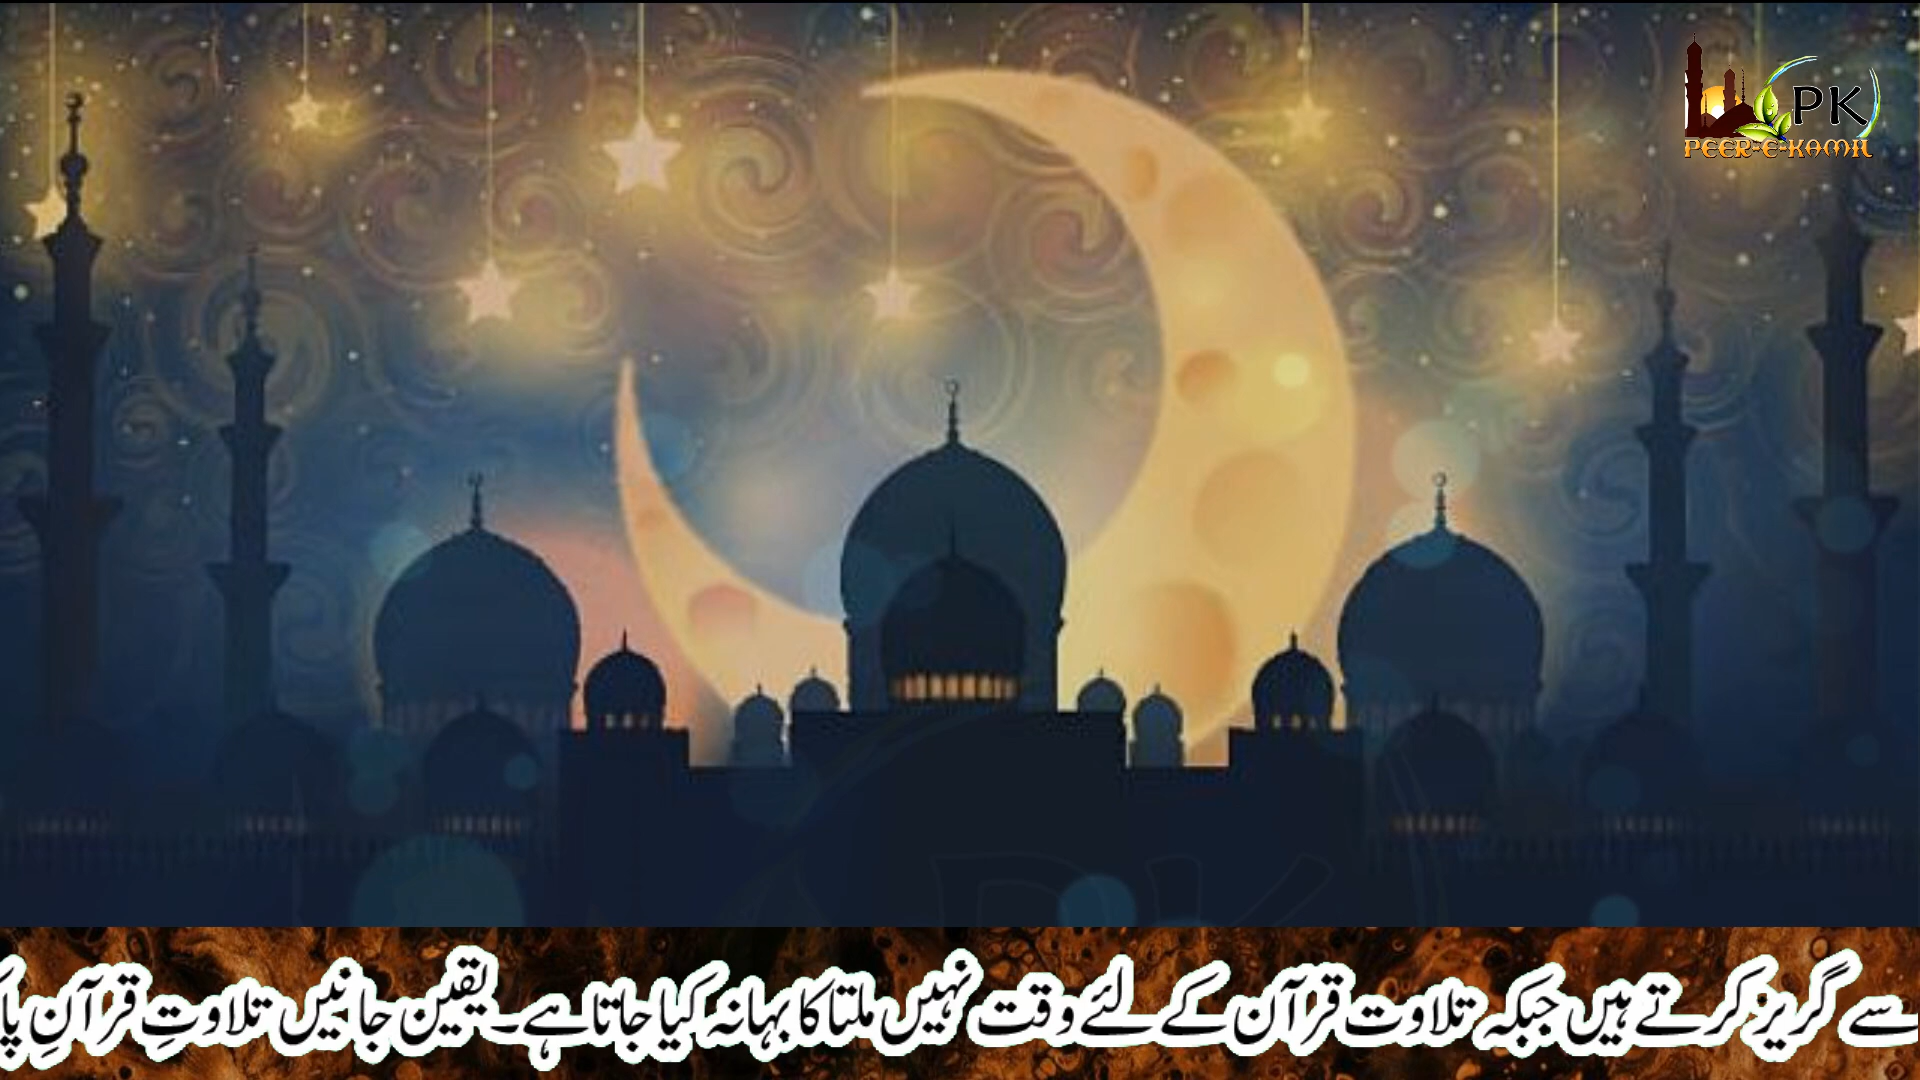 PK
PEER-E-KAMIL
سے گریز کرتے ہیں جبکہ تلاوت قرآن کے لئے وقت نہیں ملتا کا بہانہ کیا جاتا ہے۔ یقین جانیں تلاوتِ قرآنِ